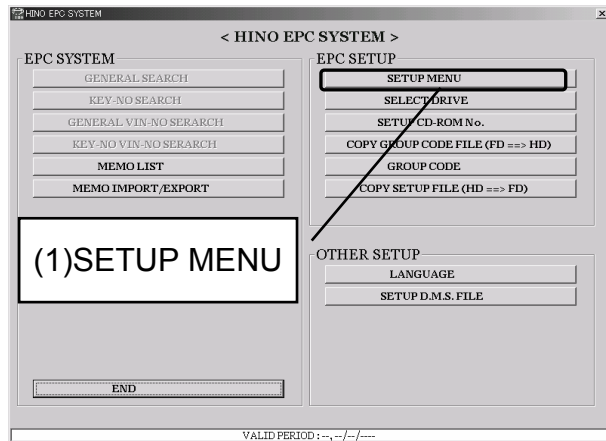 HINO EPC SYSTEM
< HINO EPC SYSTEM >
EPC SYSTEM
GENERAL SEARCH
KEY-NO SEARCH
GENERAL VIN-NO SERARCH
KEY-NO VIN-NO SERARCH
MEMO LIST
MEMO IMPORT/EXPORT
(1)SETUP MENU
END
EPC SETUP
SETUP MENU
SELECT DRIVE
SETUP CD-ROM No.
COPY GROUP CODE FILE (FD ==> HD)
GROUP CODE
COPY SETUP FILE (HD ==> FD)
OTHER SETUP
LANGUAGE
SETUP D.M.S. FILE
VALID PERIOD : --, --/--/----